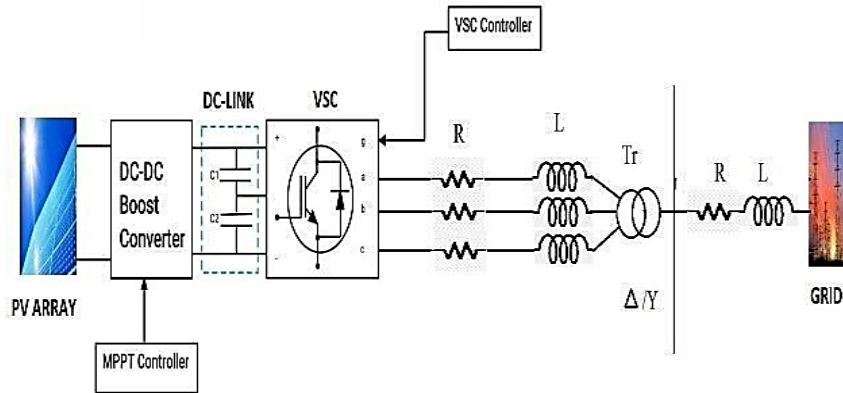 VSC Controller
DC-LINK
VSC
PV ARRAY
DC-DC
Boost
Converter
MPPT Controller
C1
C2
+
-
g
a
b
c
R
L
Tr
Δ/Y
R
L
GRID